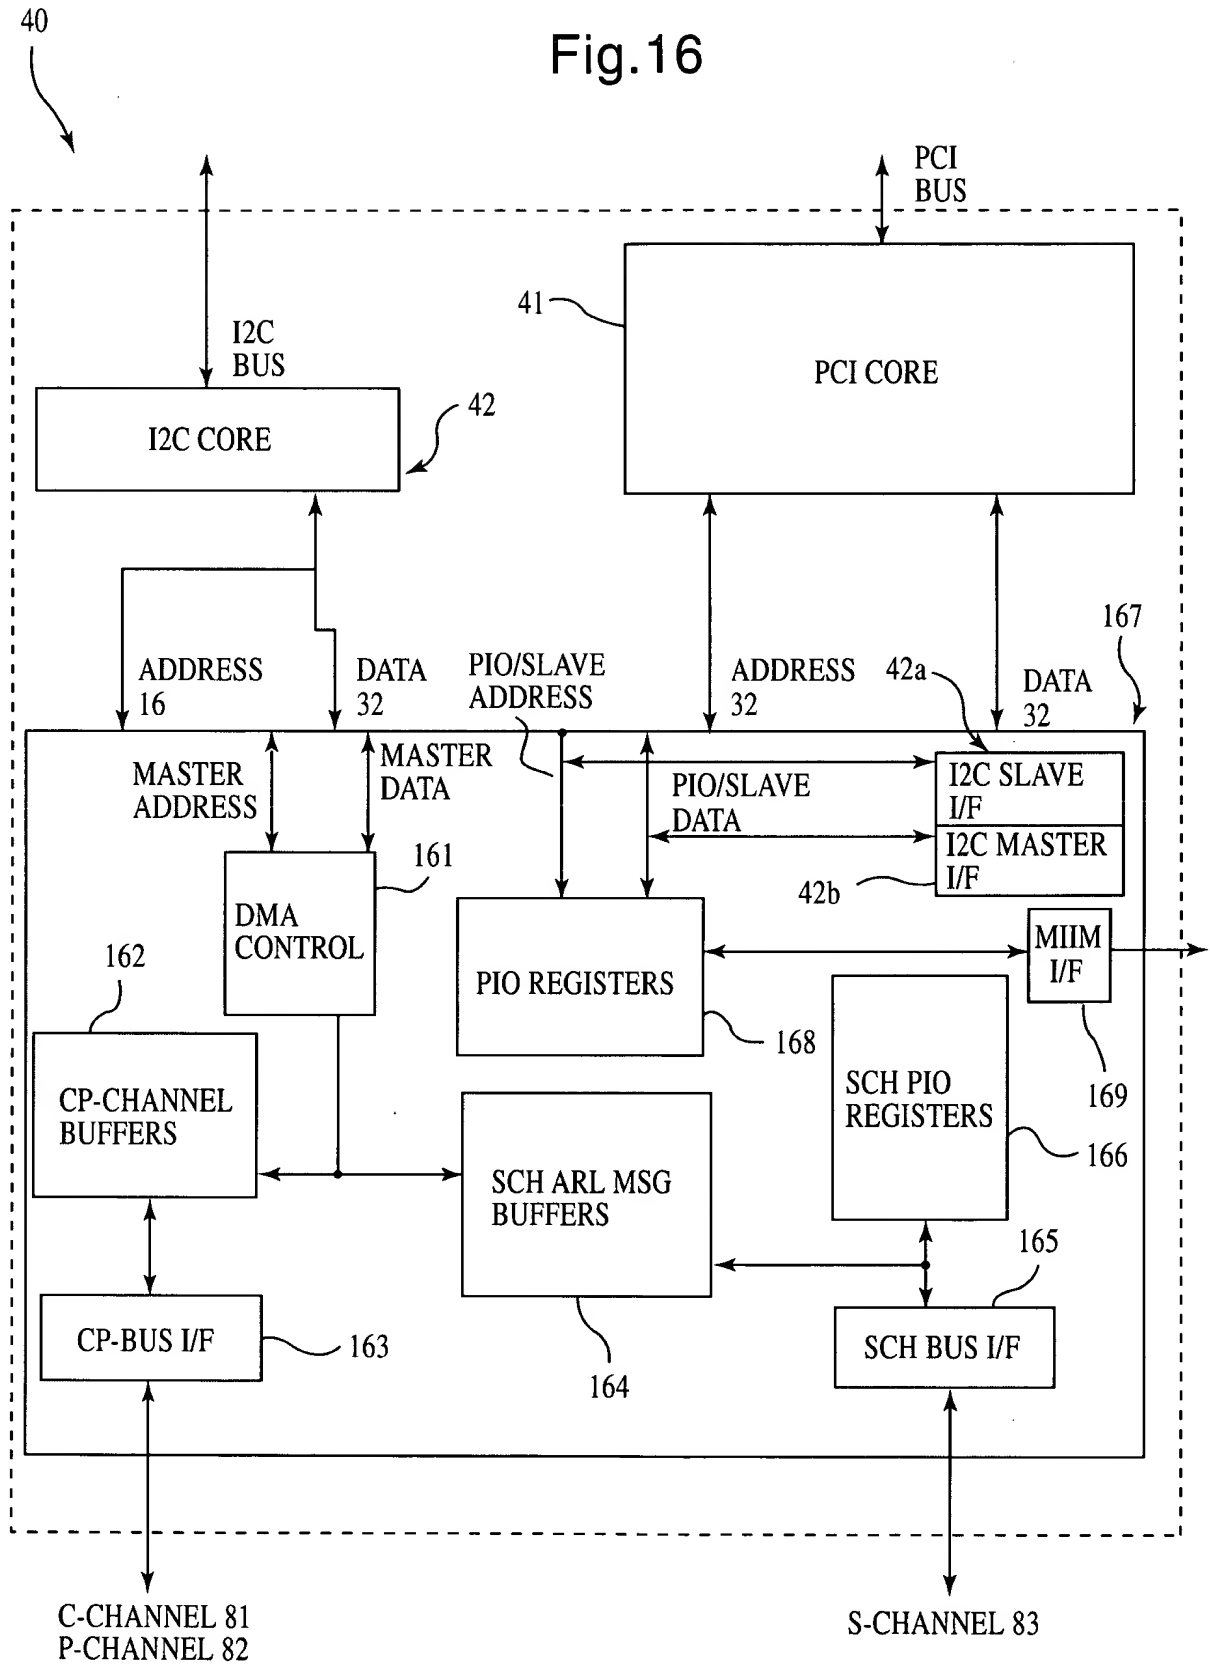 40
Fig.16
PCI
BUS
41
PCI CORE
I2C
BUS
42
I2C CORE
167
ADDRESS
16
DATA
32
PIO/SLAVE
ADDRESS
ADDRESS
32
42a
DATA
32
MASTER
ADDRESS
MASTER
DATA
PIO/SLAVE
DATA
I2C SLAVE
I/F
I2C MASTER
I/F
42b
161
DMA
CONTROL
162
PIO REGISTERS
168
MIIM
I/F
169
CP-CHANNEL
BUFFERS
SCH PIO
REGISTERS
166
SCH ARL MSG
BUFFERS
164
165
CP-BUS I/F
163
SCH BUS I/F
C-CHANNEL 81
P-CHANNEL 82
S-CHANNEL 83